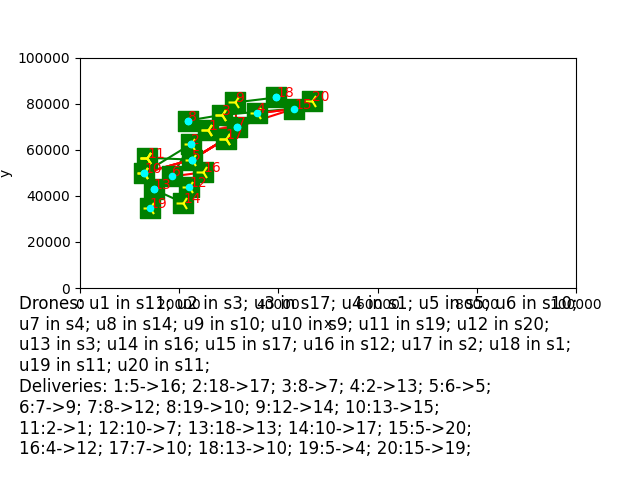 100000
80000
60000
40000
20000
0
y
0 20000 40000 60000 80000 100000
x
Drones: u1 in s11; u2 in s3; u3 in s17; u4 in s1; u5 in s5; u6 in s10;
u7 in s4; u8 in s14; u9 in s10; u10 in s9; u11 in s19; u12 in s20;
u13 in s3; u14 in s16; u15 in s17; u16 in s12; u17 in s2; u18 in s1;
u19 in s11; u20 in s11;
Deliveries: 1:5->16; 2:18->17; 3:8->7; 4:2->13; 5:6->5;
6:7->9; 7:8->12; 8:19->10; 9:12->14; 10:13->15;
11:2->1; 12:10->7; 13:18->13; 14:10->17; 15:5->20;
16:4->12; 17:7->10; 18:13->10; 19:5->4; 20:15->19;